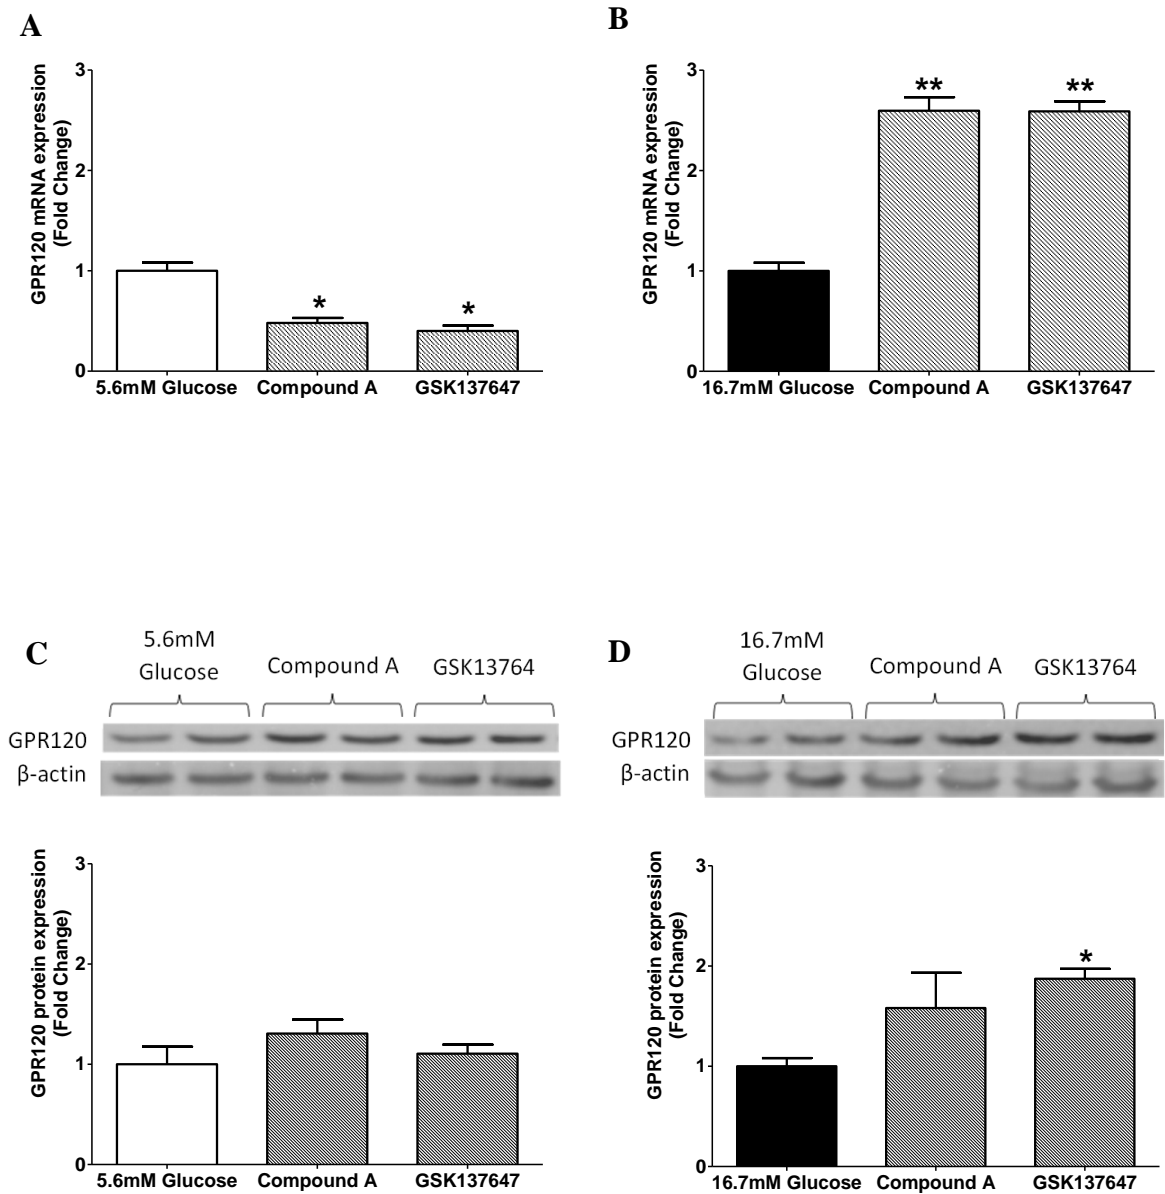 A
GPR120 mRNA expression
(Fold Change)
3
2
1
0
*
*
5.6mM Glucose Compound A GSK137647
B
GPR120 mRNA expression
(Fold Change)
3
2
1
0
**
**
16.7mM Glucose Compound A GSK137647
C
5.6mM
Glucose
Compound A
GSK13764
GPR120
β-actin
GPR120 protein expression
(Fold Change)
3
2
1
0
5.6mM Glucose Compound A GSK137647
D
16.7mM
Glucose
Compound A
GSK13764
GPR120
β-actin
GPR120 protein expression
(Fold Change)
3
2
1
0
*
16.7mM Glucose Compound A GSK137647